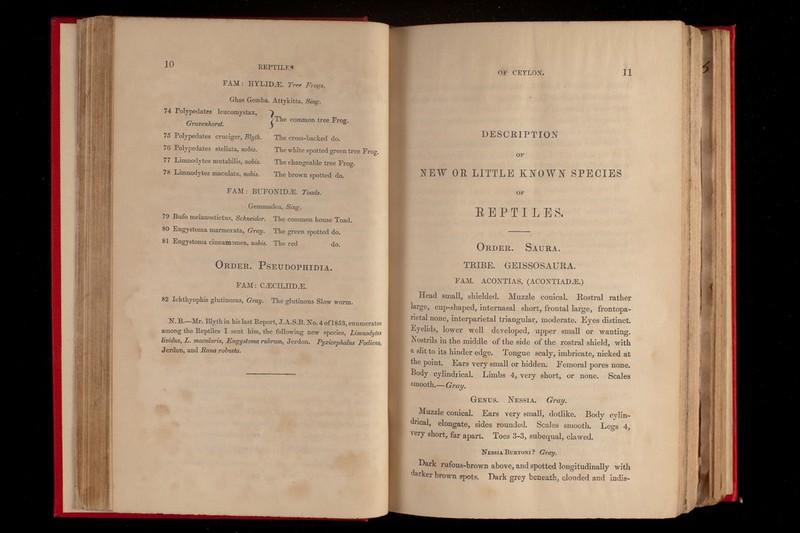 10 REPTILES
FAM: HYLIDÆ. Tree Frogs.
Ghas Gemba. Attykitta. Sing.
74 Polypedates leucomystax, Gravenhorst. } The common tree Frog.
75 Polypedates cruciger, Blyth. The cross-backed do.
76 Polypedates stellata, nobis. The white spotted green tree Frog.
77 Limnodytes mutabilis, nobis. The changeable tree Frog.
78 Limnodytes maculata, nobis. The brown spotted do.
FAM: BUFONIDÆ. Toads.
Gemmadea, Sing.
79 Bufo melanostictus, Schneider. The common house Toad.
80 Engystoma marmorata, Gray. The green spotted do.
81 Engystoma cinnamomea, nobis. The red do.
ORDER. PSEUDOPHIDIA.
FAM: CÆCILIIDÆ.
82 Ichthyophis glutinosus, Gray. The glutinous Slow worm.
N. B.—Mr. Blyth in his last Report, J.A.S.B. No. 4 of 1853, enumerates
among the Reptiles I sent him, the following new species, Limnodytes
lividus, L. macularis, Engystoma rubrum, Jerdon. Pyxicephalus Fodiens,
Jerdon, and Rana robusta.
OF CEYLON. 11
DESCRIPTION
OF
NEW OR LITTLE KNOWN SPECIES
OF
REPTILES.
ORDER. SAURA.
TRIBE. GEISSOSAURA.
FAM. ACONTIAS, (ACONTIADÆ.)
Head small, shielded. Muzzle conical. Rostral rather
large, cup-shaped, internasal short, frontal large, frontopa-
rietal none, interparietal triangular, moderate. Eyes distinct.
Eyelids, lower well developed, upper small or wanting.
Nostrils in the middle of the side of the rostral shield, with
a slit to its hinder edge. Tongue scaly, imbricate, nicked at
the point. Ears very small or hidden. Femoral pores none.
Body cylindrical. Limbs 4, very short, or none. Scales
smooth.—Gray.
GENUS. NESSIA. Gray.
Muzzle conical. Ears very small, dotlike. Body cylin-
drical, elongate, sides rounded. Scales smooth. Legs 4,
very short, far apart. Toes 3-3, subequal, clawed.
NESSIA BURTONI? Gray.
Dark rufous-brown above, and spotted longitudinally with
darker brown spots. Dark grey beneath, clouded and indis-